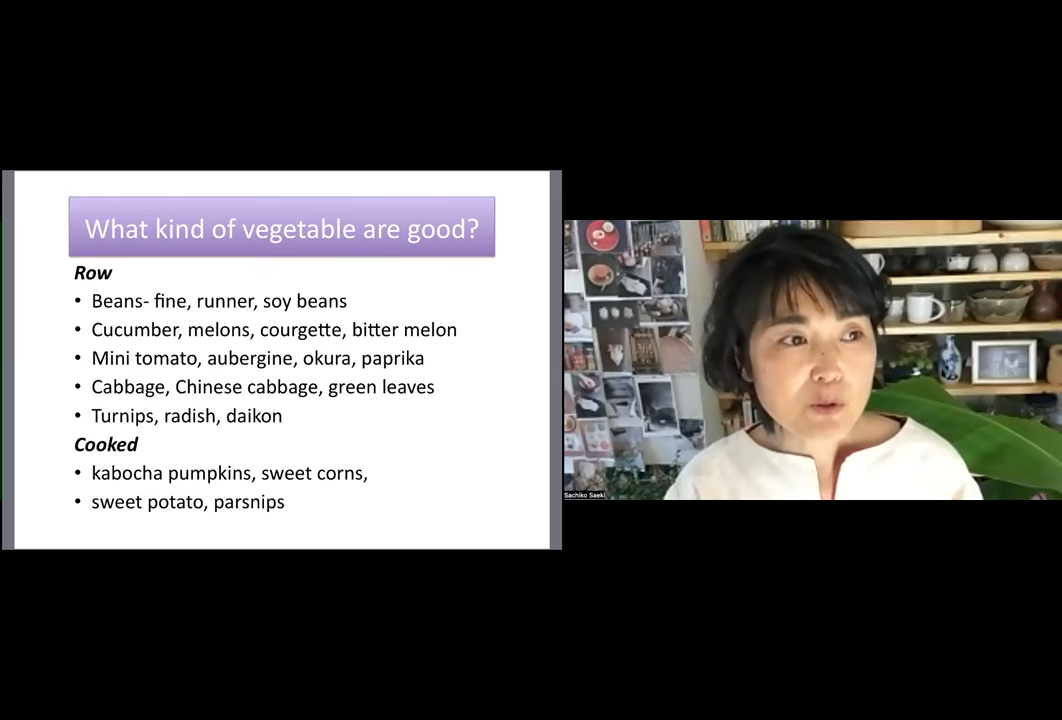 What kind of vegetable are good?
Row
• Beans- fine, runner, soy beans
• Cucumber, melons, courgette, bitter melon
• Mini tomato, aubergine, okura, paprika
• Cabbage, Chinese cabbage, green leaves
• Turnips, radish, daikon
Cooked
• kabocha pumpkins, sweet corns,
• sweet potato, parsnips
Sachiko Saeki